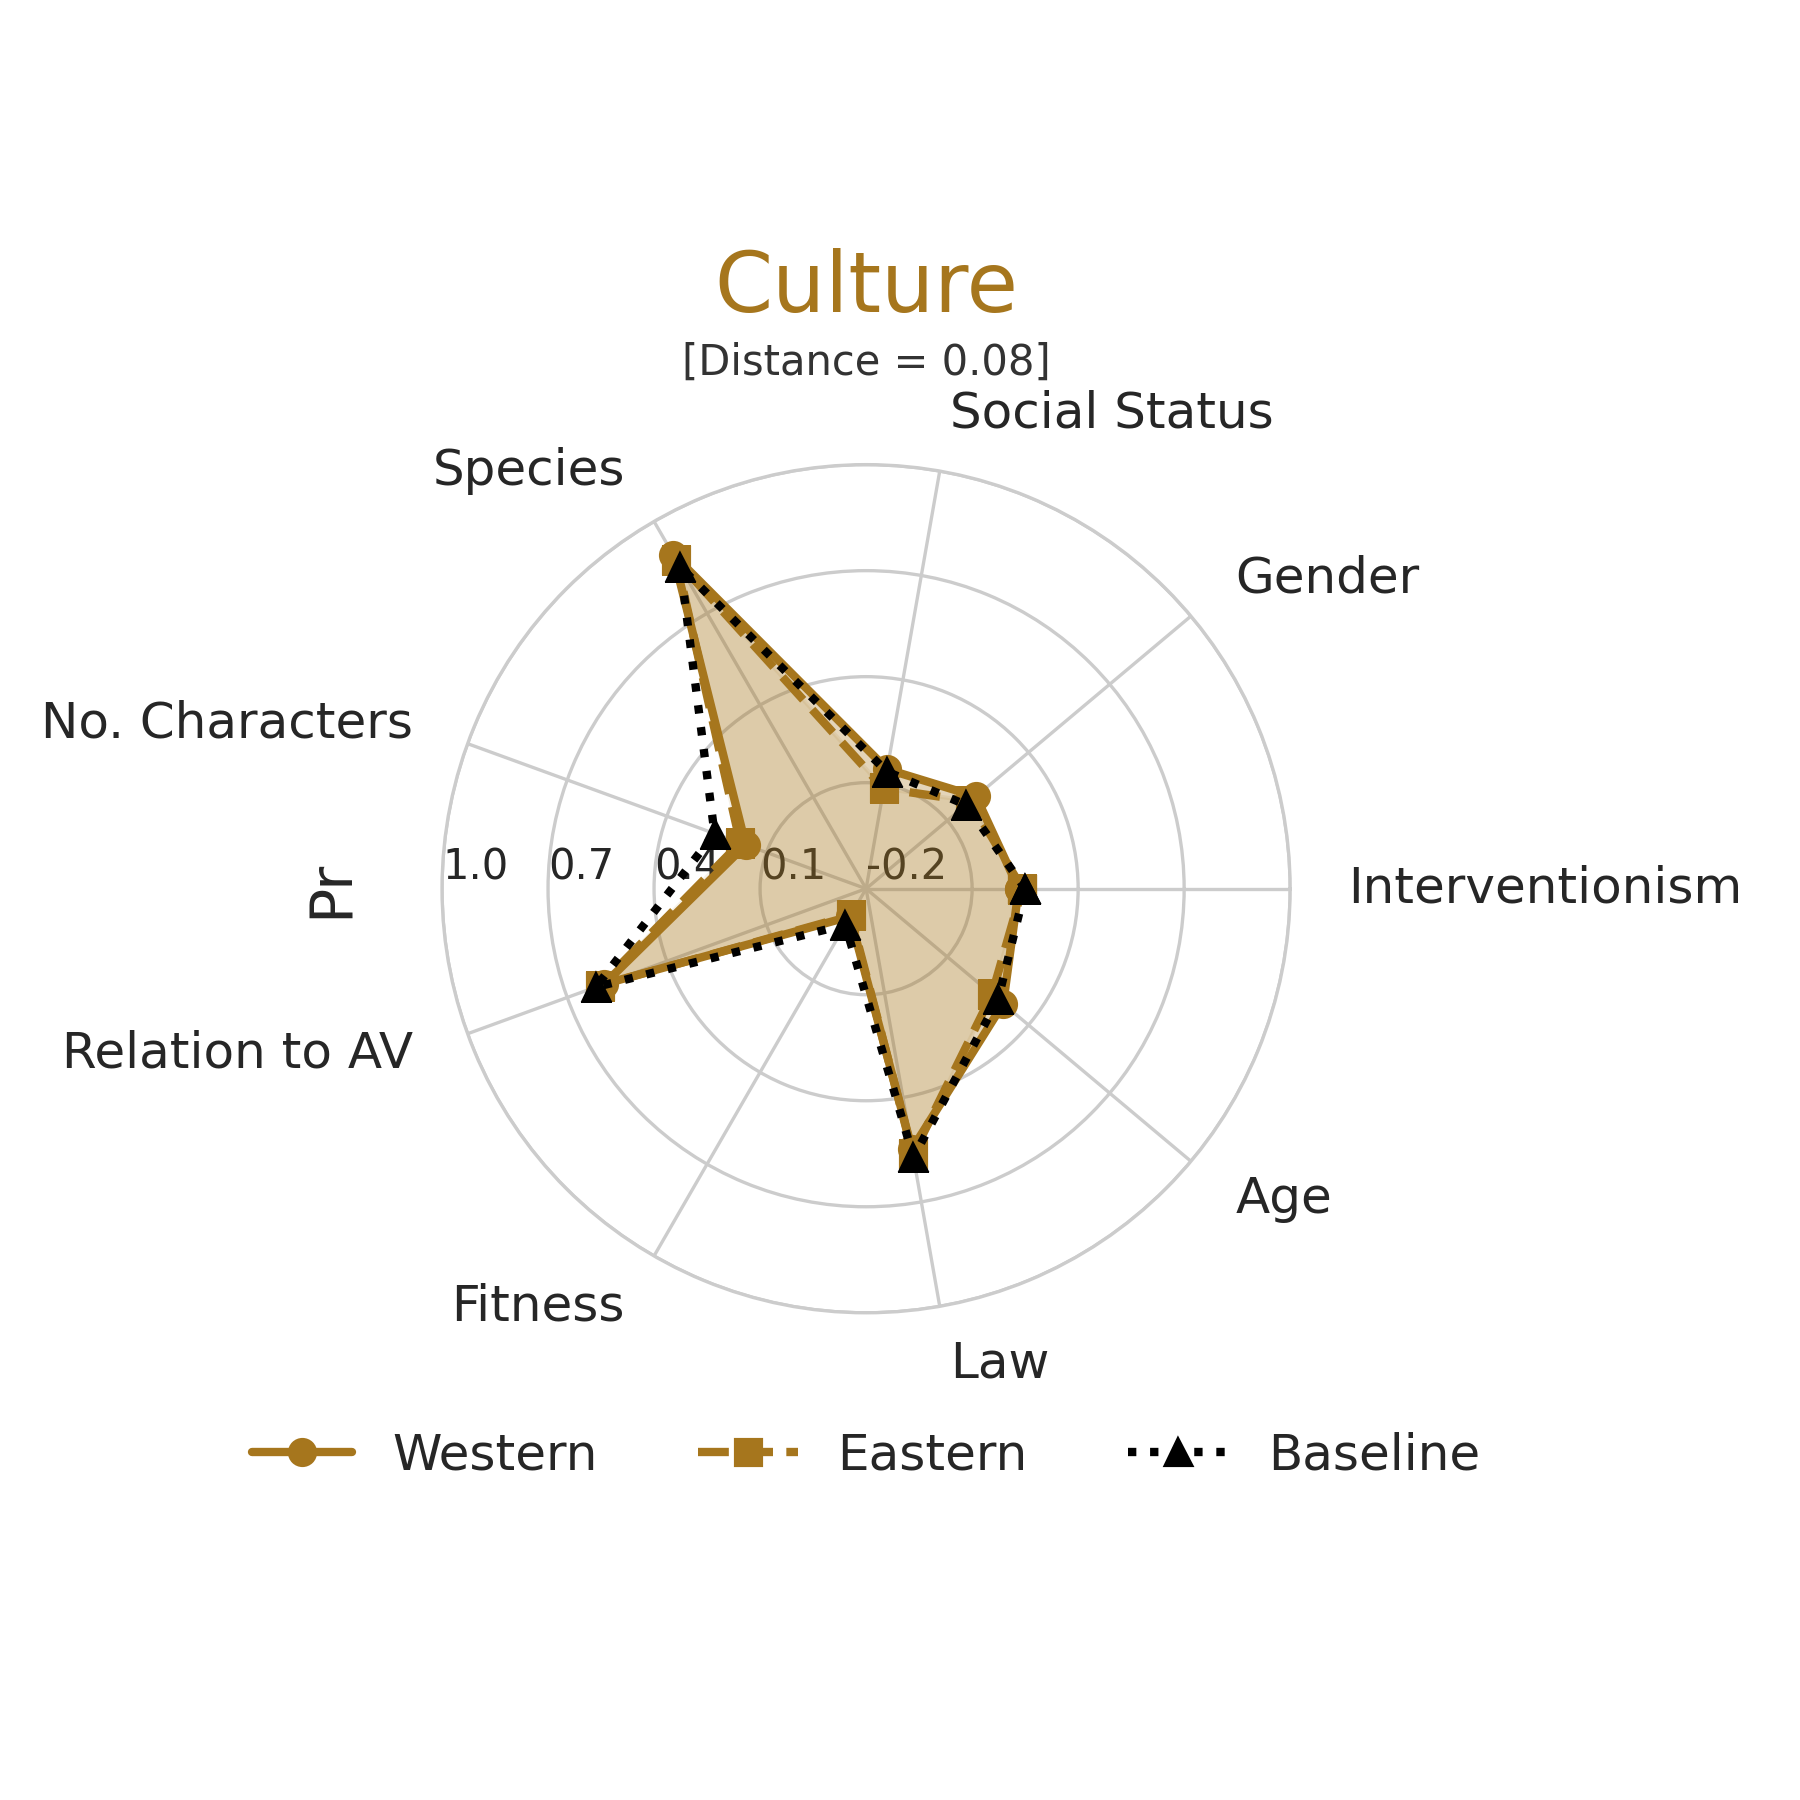 Culture
[Distance = 0.08]
Social Status
Species
Gender
No. Characters
1.0 0.7 0.4 0.1 -0.2
Pr
Interventionism
Relation to AV
Age
Fitness
Law
Western Eastern Baseline